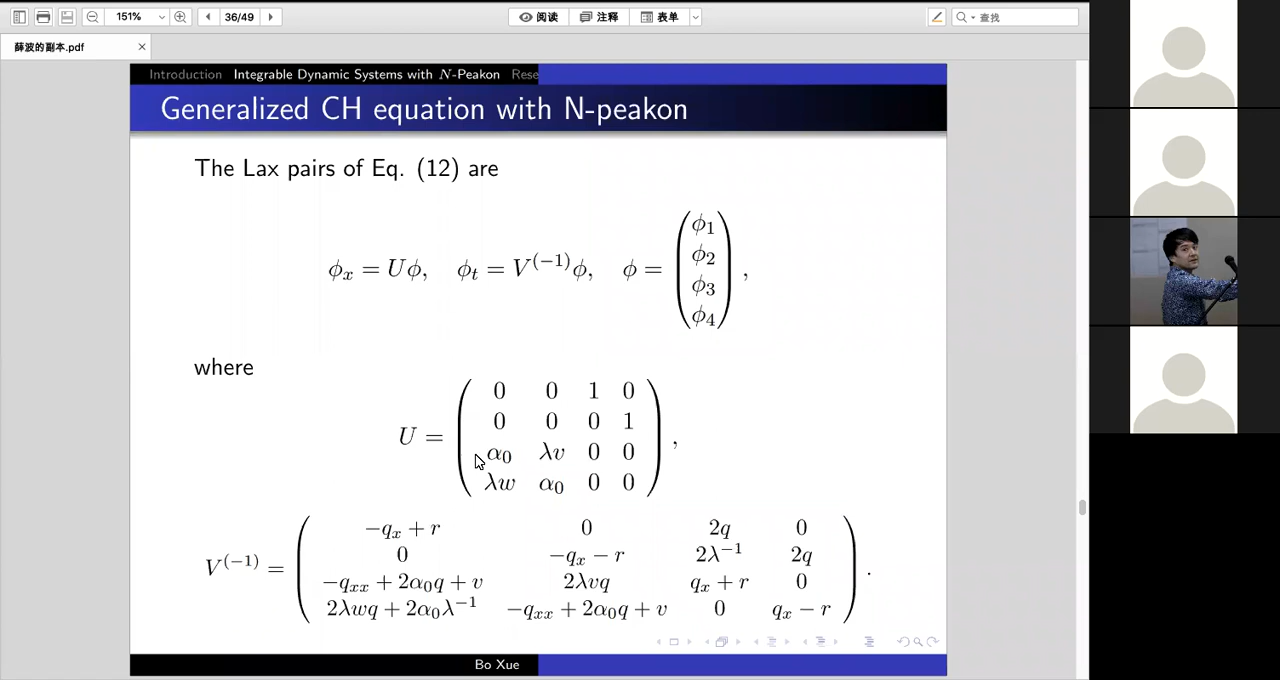 151%
36/49
阅读
注释
表单
查找
薛波的副本.pdf
Introduction Integrable Dynamic Systems with N-Peakon Rese
Generalized CH equation with N-peakon
The Lax pairs of Eq. (12) are
ϕ_x = Uϕ, ϕ_t = V^(−1)ϕ, ϕ = (ϕ_1 ϕ_2 ϕ_3 ϕ_4),
where
U = ( 0 0 1 0
0 0 0 1
α_0 λv 0 0
λw α_0 0 0 ),
V^(−1) = ( −q_x + r 0 2q 0
0 −q_x − r 2λ^−1 2q
−q_xx + 2α_0q + v 2λvq q_x + r 0
2λwq + 2α_0λ^−1 −q_xx + 2α_0q + v 0 q_x − r ).
Bo Xue